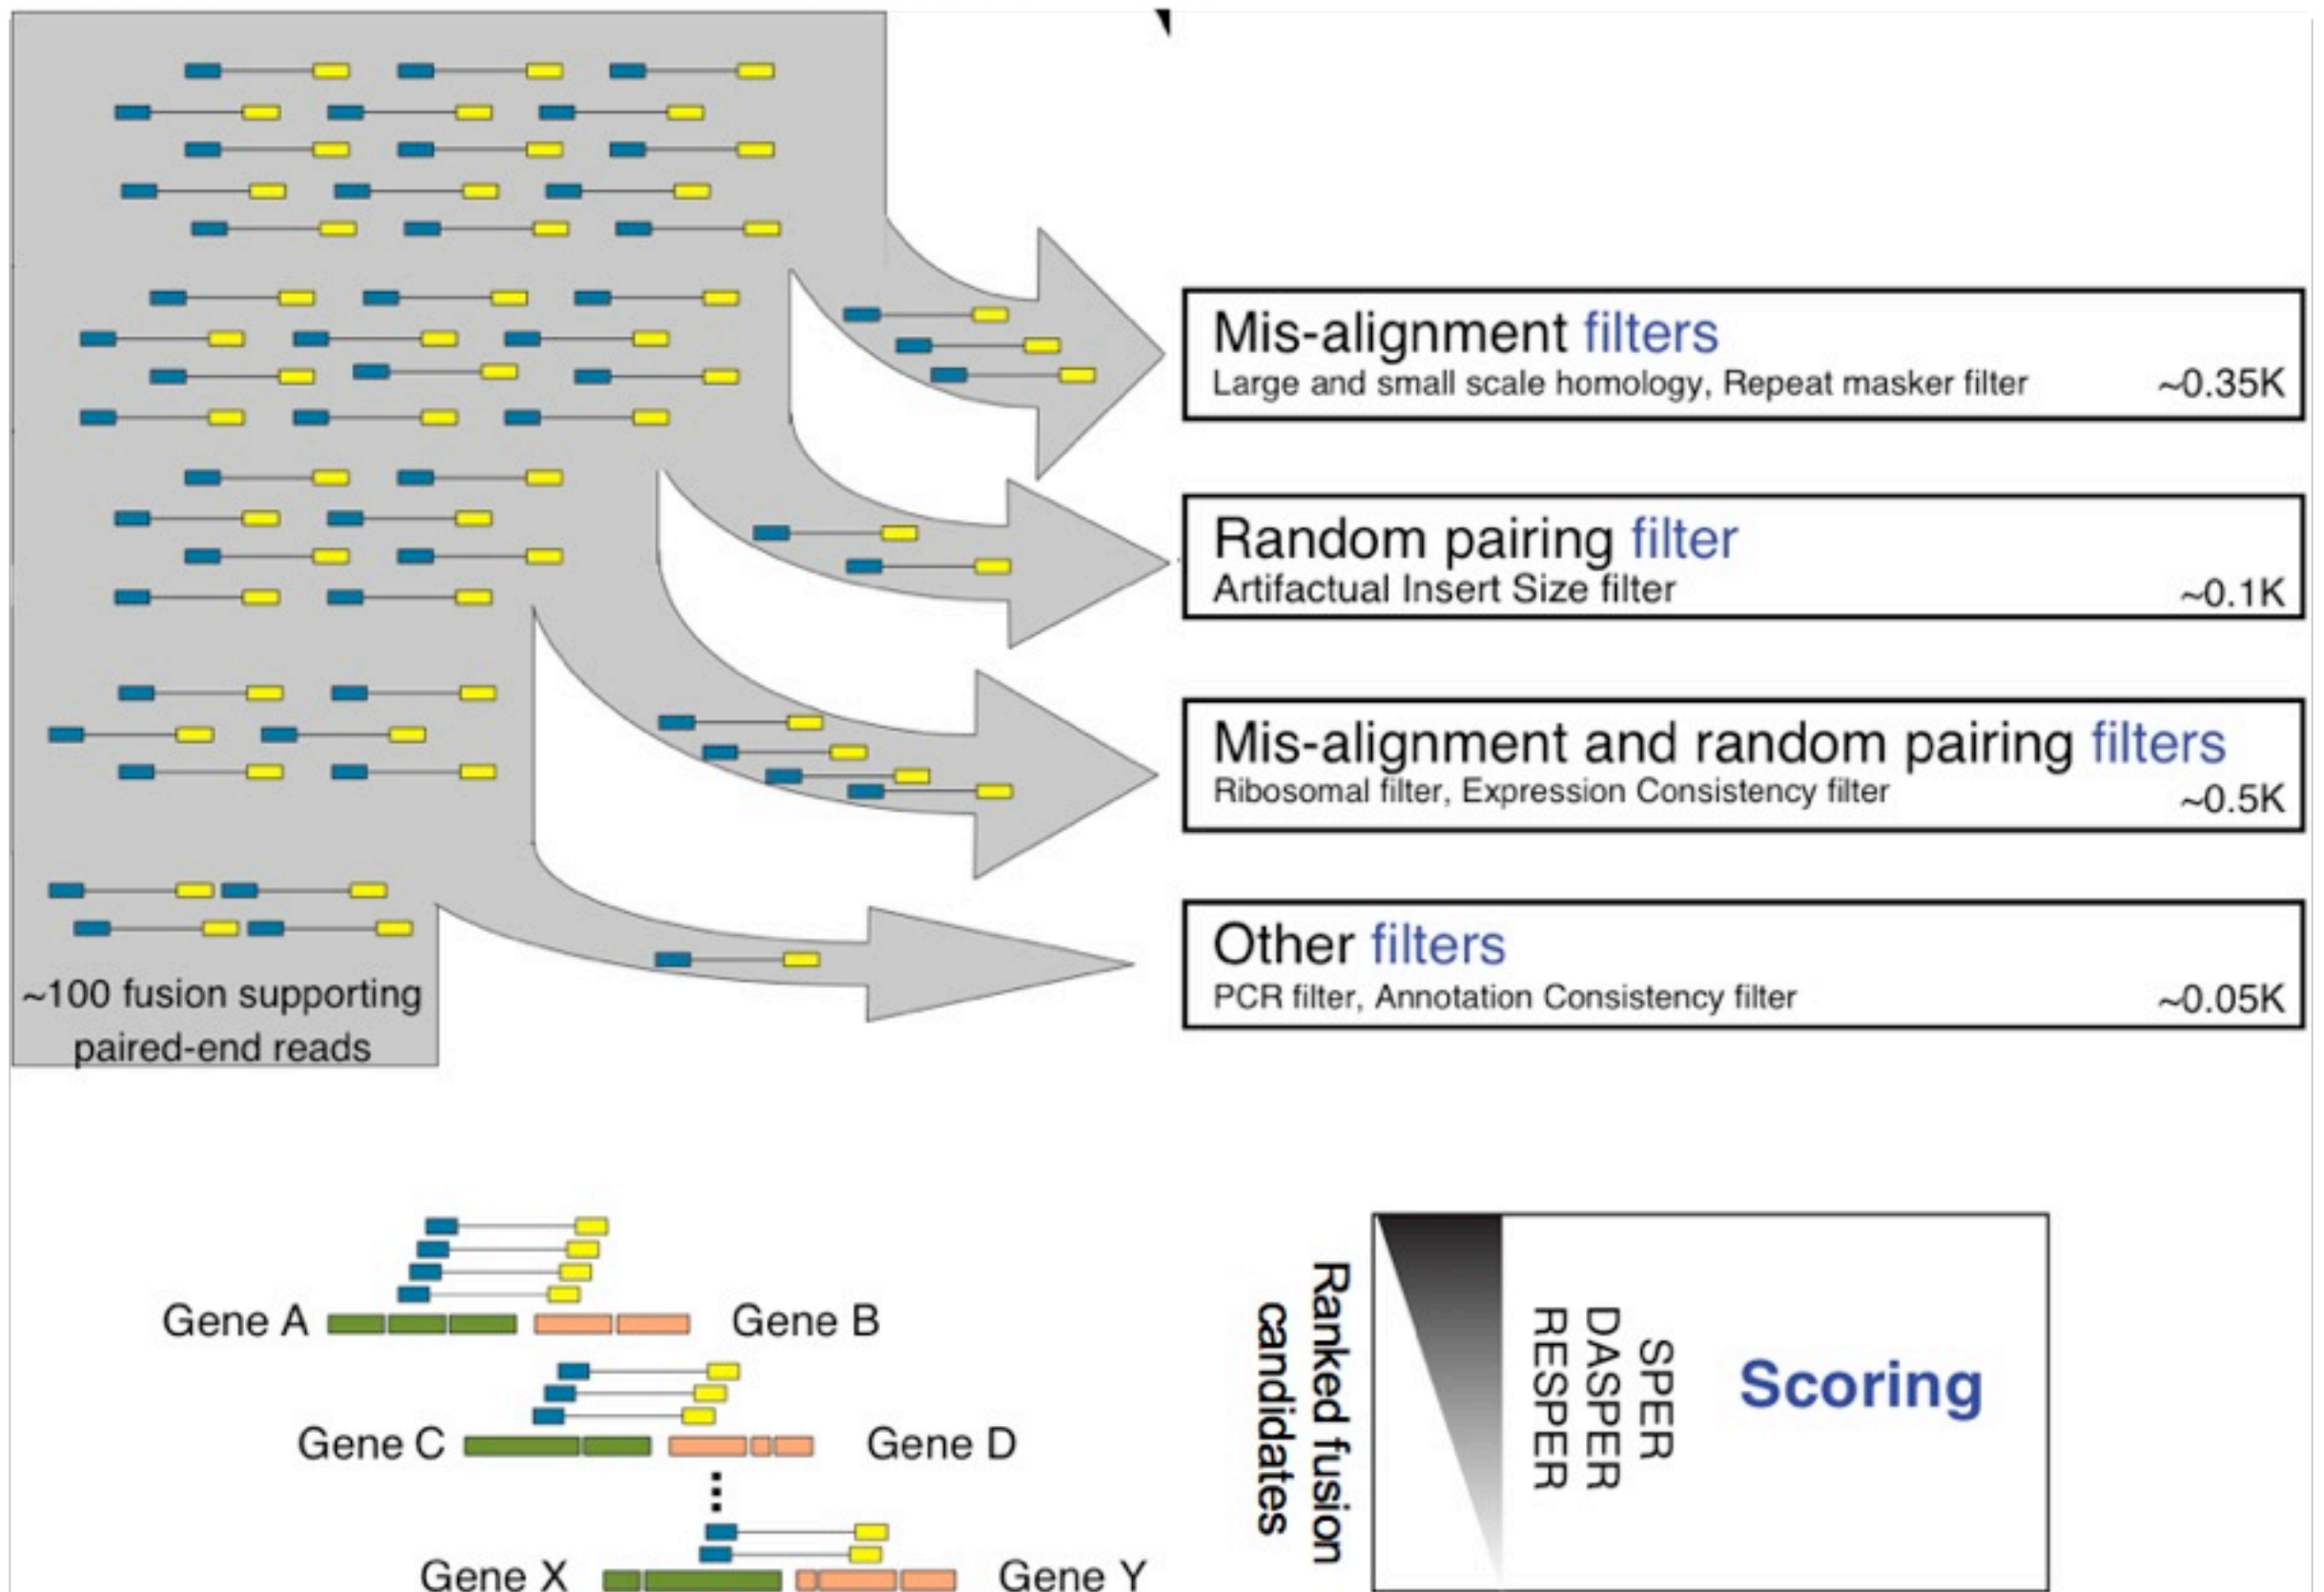 Mis-alignment filters
Large and small scale homology, Repeat masker filter
~0.35K
Random pairing filter
Artifactual Insert Size filter
~0.1K
Mis-alignment and random pairing filters
Ribosomal filter, Expression Consistency filter
~0.5K
Other filters
PCR filter, Annotation Consistency filter
~0.05K
~100 fusion supporting
paired-end reads
Gene A
Gene B
Gene C
Gene D
Gene X
Gene Y
Ranked fusion
candidates
SPER
DASPER
RESPER
Scoring